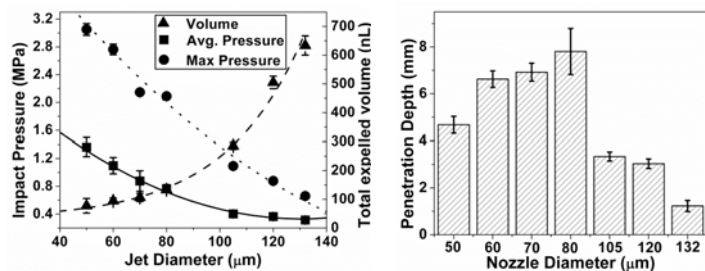 Volume
Avg. Pressure
Max Pressure
Impact Pressure (MPa)
3.2
2.8
2.4
2.0
1.6
1.2
0.8
0.4
Total expelled volume (nL)
700
600
500
400
300
200
100
0
40 60 80 100 120 140
Jet Diameter (μm)
Penetration Depth (mm)
8
6
4
2
0
50 60 70 80 105 120 132
Nozzle Diameter (μm)